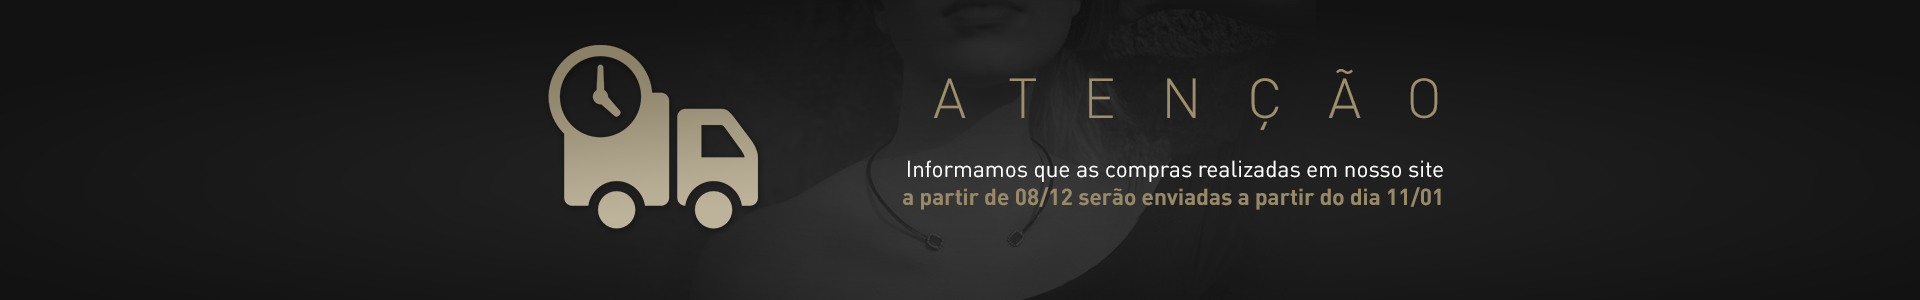 ATENÇÃO
Informamos que as compras realizadas em nosso site
a partir de 08/12 serão enviadas a partir do dia 11/01